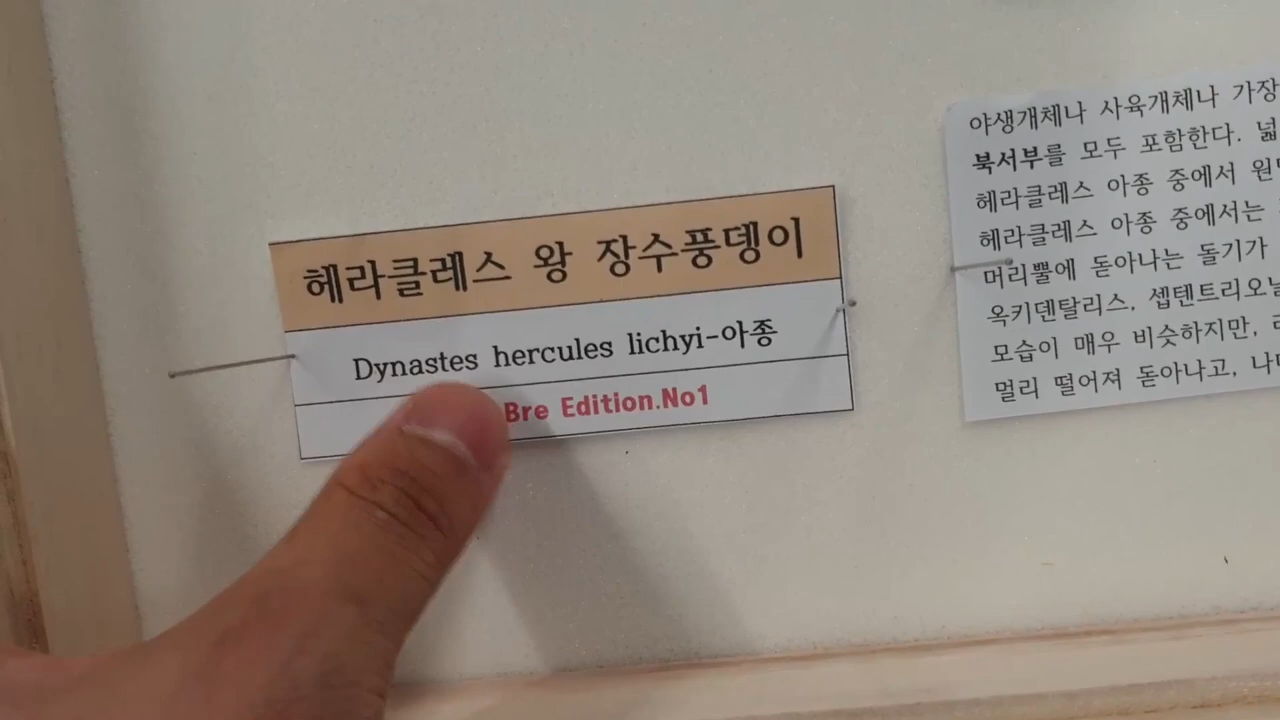 헤라클레스 왕 장수풍뎅이
Dynastes hercules lichyi-아종
Bre Edition.No1
야생개체나 사육개체나 가장
북서부를 모두 포함한다. 넓
헤라클레스 아종 중에서 원
헤라클레스 아종 중에서는
머리뿔에 돋아나는 돌기가
옥키덴탈리스, 셉텐트리오날
모습이 매우 비슷하지만,
멀리 떨어져 돋아나고,